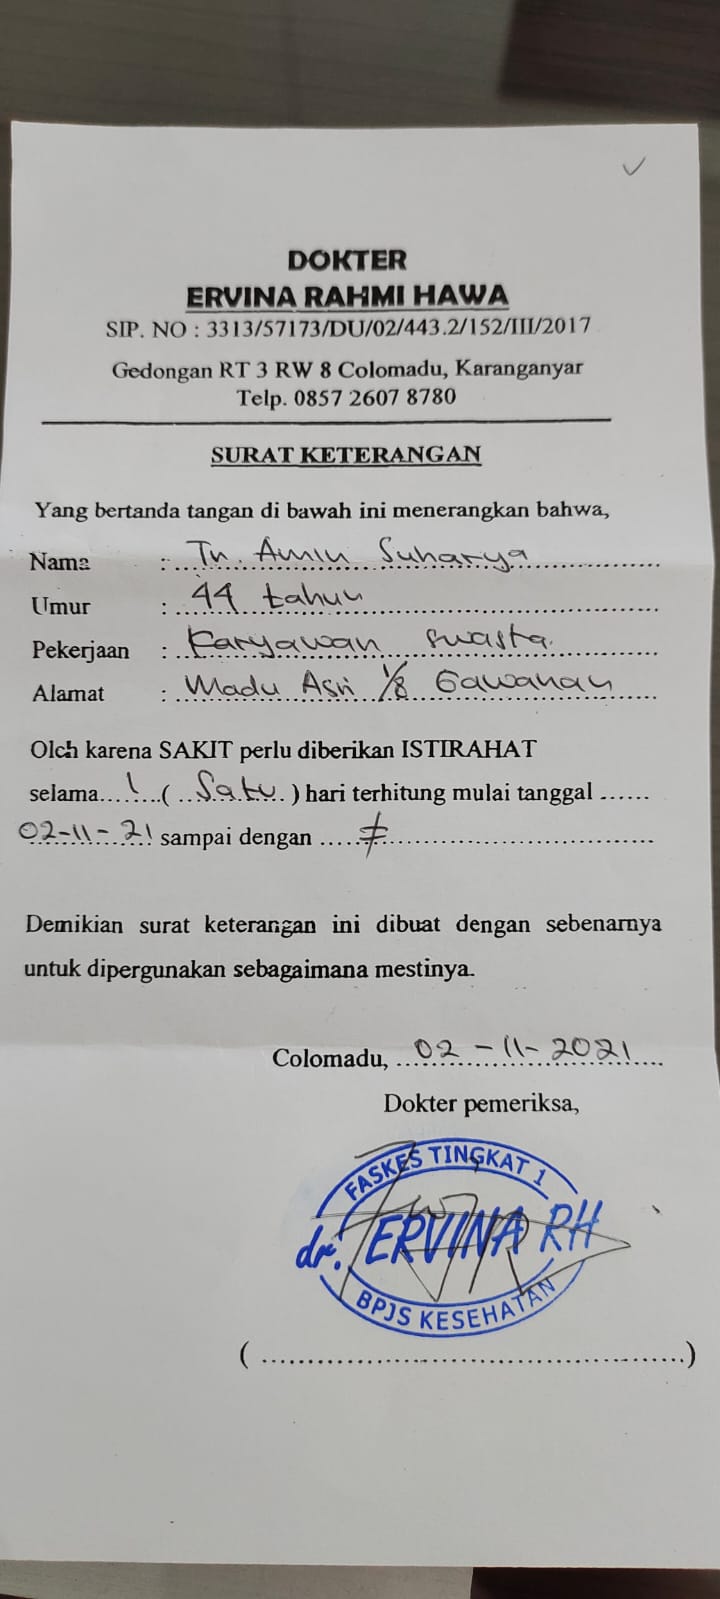 DOKTER
ERVINA RAHMI HAWA
SIP. NO : 3313/57173/DU/02/443.2/152/III/2017
Gedongan RT 3 RW 8 Colomadu, Karanganyar
Telp. 0857 2607 8780
SURAT KETERANGAN
Yang bertanda tangan di bawah ini menerangkan bahwa,
Nama : Tn. Amin Suharya
Umur : 44 tahun
Pekerjaan : Karyawan swasta.
Alamat : Madu Asri 1/8 Gawanan
Oleh karena SAKIT perlu diberikan ISTIRAHAT
selama...1...( ..Satu.. ) hari terhitung mulai tanggal ......
02-11-21 sampai dengan ......
Demikian surat keterangan ini dibuat dengan sebenarnya
untuk dipergunakan sebagaimana mestinya.
Colomadu, 02-11-2021
Dokter pemeriksa,
FASKES TINGKAT 1
dr. ERVINA RH
BPJS KESEHATAN
(..................................................)